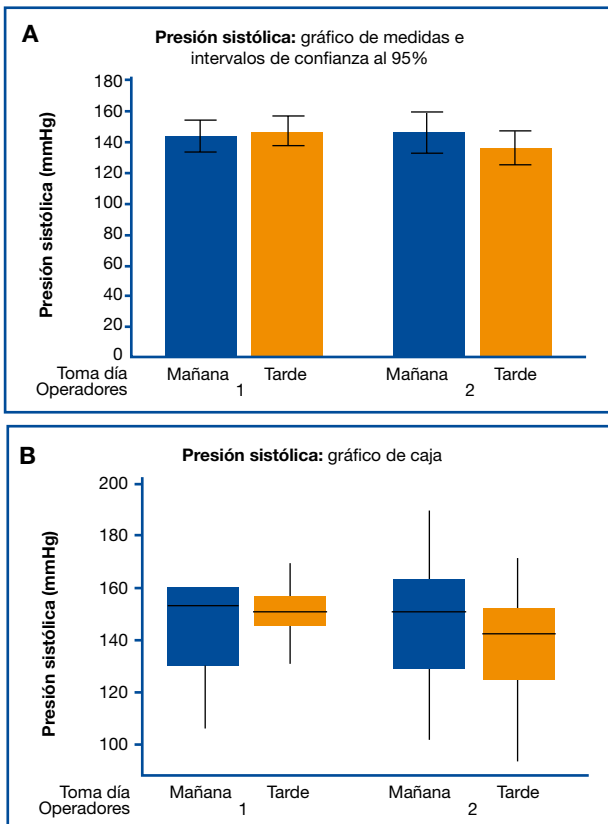 A
Presión sistólica: gráfico de medidas e
intervalos de confianza al 95%
Presión sistólica (mmHg)
180
160
140
120
100
80
60
40
20
0
Toma día Mañana Tarde Mañana Tarde
Operadores 1 2
B
Presión sistólica: gráfico de caja
Presión sistólica (mmHg)
200
180
160
140
120
100
Toma día Mañana Tarde Mañana Tarde
Operadores 1 2